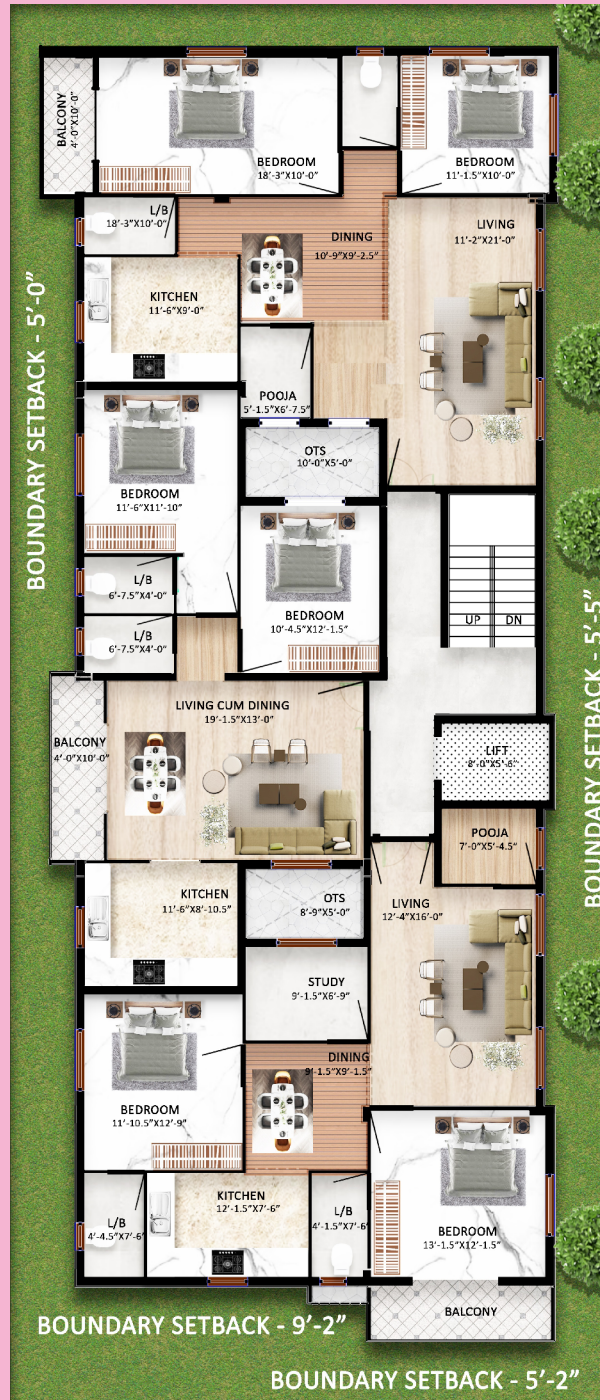 BALCONY
4'-0"X10'-0"
BEDROOM
18'-3"X10'-0"
BEDROOM
11'-1.5"X10'-0"
L/B
18'-3"X10'-0"
DINING
10'-9"X9'-2.5"
LIVING
11'-2"X21'-0"
KITCHEN
11'-6"X9'-0"
BOUNDARY SETBACK - 5'-0"
POOJA
5'-1.5"X6'-7.5"
OTS
10'-0"X5'-0"
BEDROOM
11'-6"X11'-10"
L/B
6'-7.5"X4'-0"
BEDROOM
10'-4.5"X12'-1.5"
UP
DN
L/B
6'-7.5"X4'-0"
BOUNDARY SETBACK - 5'-5"
LIVING CUM DINING
19'-1.5"X13'-0"
BALCONY
4'-0"X10'-0"
LIFT
8'-0"X5'-6"
POOJA
7'-0"X5'-4.5"
KITCHEN
11'-6"X8'-10.5"
OTS
8'-9"X5'-0"
LIVING
12'-4"X16'-0"
STUDY
9'-1.5"X6'-9"
DINING
9'-1.5"X9'-1.5"
BEDROOM
11'-10.5"X12'-9"
KITCHEN
12'-1.5"X7'-6"
L/B
4'-4.5"X7'-6"
L/B
4'-1.5"X7'-6"
BEDROOM
13'-1.5"X12'-1.5"
BALCONY
BOUNDARY SETBACK - 9'-2"
BOUNDARY SETBACK - 5'-2"